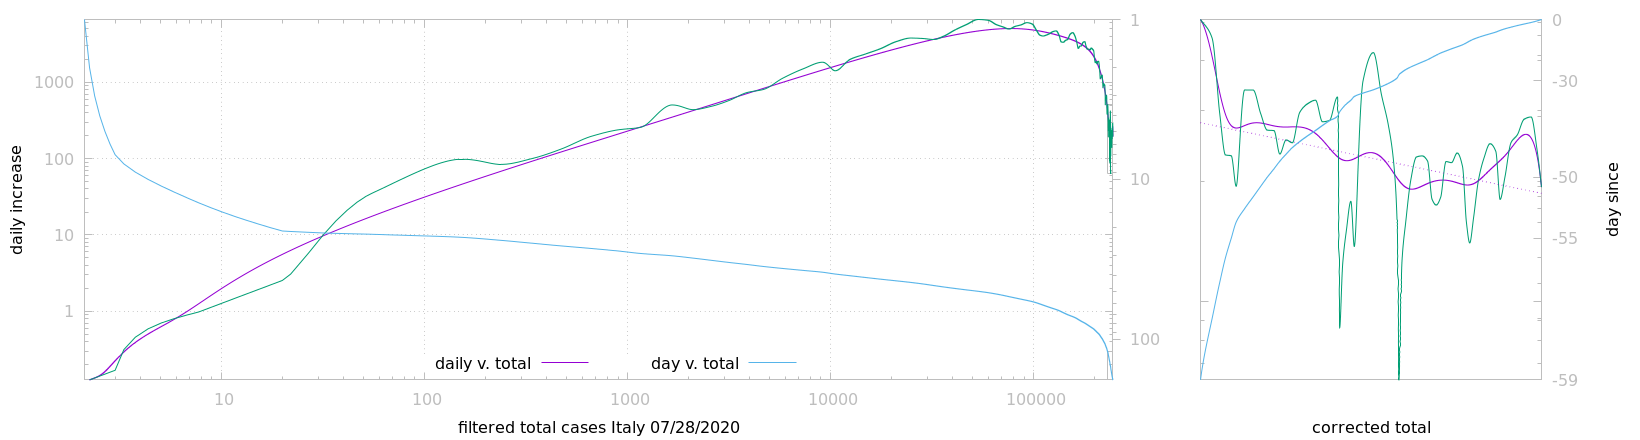 daily increase
1000
100
10
1
10
100
1000
10000
100000
1
10
100
daily v. total
day v. total
filtered total cases Italy 07/28/2020
0
-30
-50
-55
-59
day since
corrected total